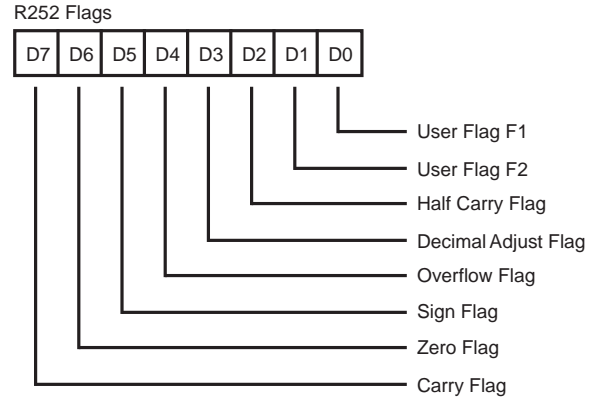 R252 Flags
D7 D6 D5 D4 D3 D2 D1 D0
User Flag F1
User Flag F2
Half Carry Flag
Decimal Adjust Flag
Overflow Flag
Sign Flag
Zero Flag
Carry Flag